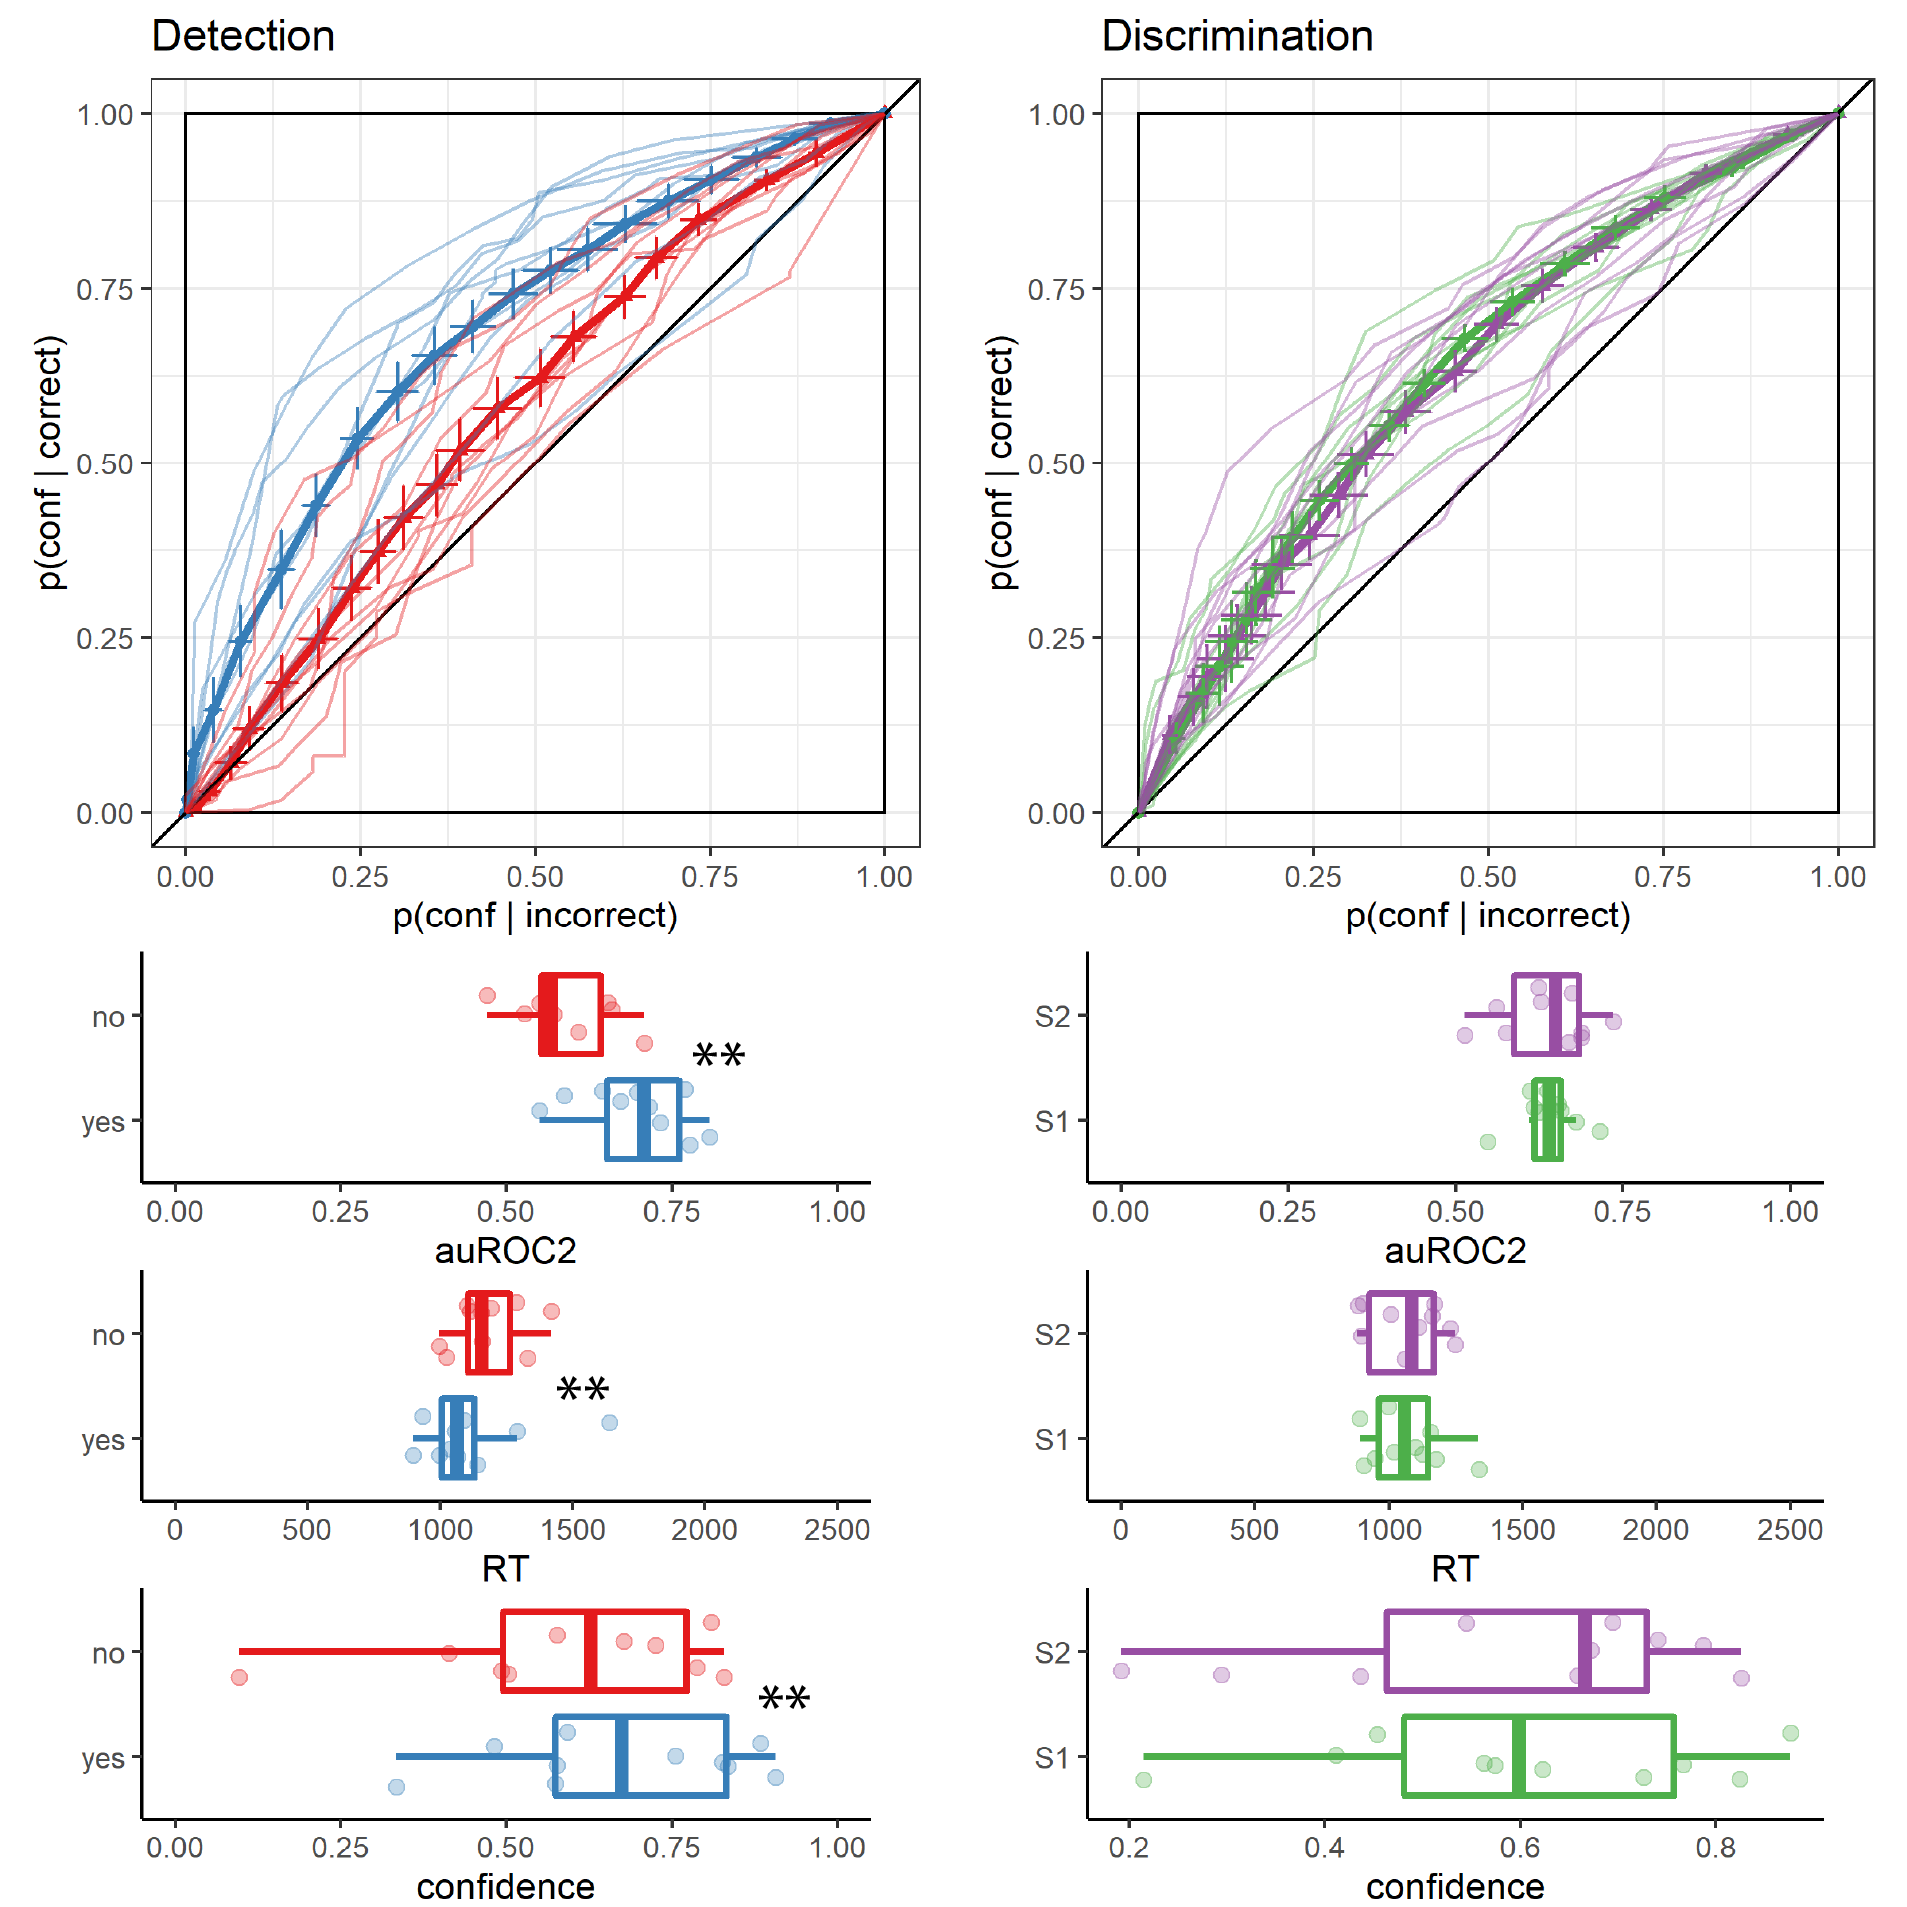 Detection
1.00
0.75
0.50
0.25
0.00
p(conf | correct)
0.00 0.25 0.50 0.75 1.00
p(conf | incorrect)
Discrimination
1.00
0.75
0.50
0.25
0.00
p(conf | correct)
0.00 0.25 0.50 0.75 1.00
p(conf | incorrect)
no
**
yes
0.00 0.25 0.50 0.75 1.00
auROC2
S2
S1
0.00 0.25 0.50 0.75 1.00
auROC2
no
**
yes
0 500 1000 1500 2000 2500
RT
S2
S1
0 500 1000 1500 2000 2500
RT
no
**
yes
0.00 0.25 0.50 0.75 1.00
confidence
S2
S1
0.2 0.4 0.6 0.8
confidence